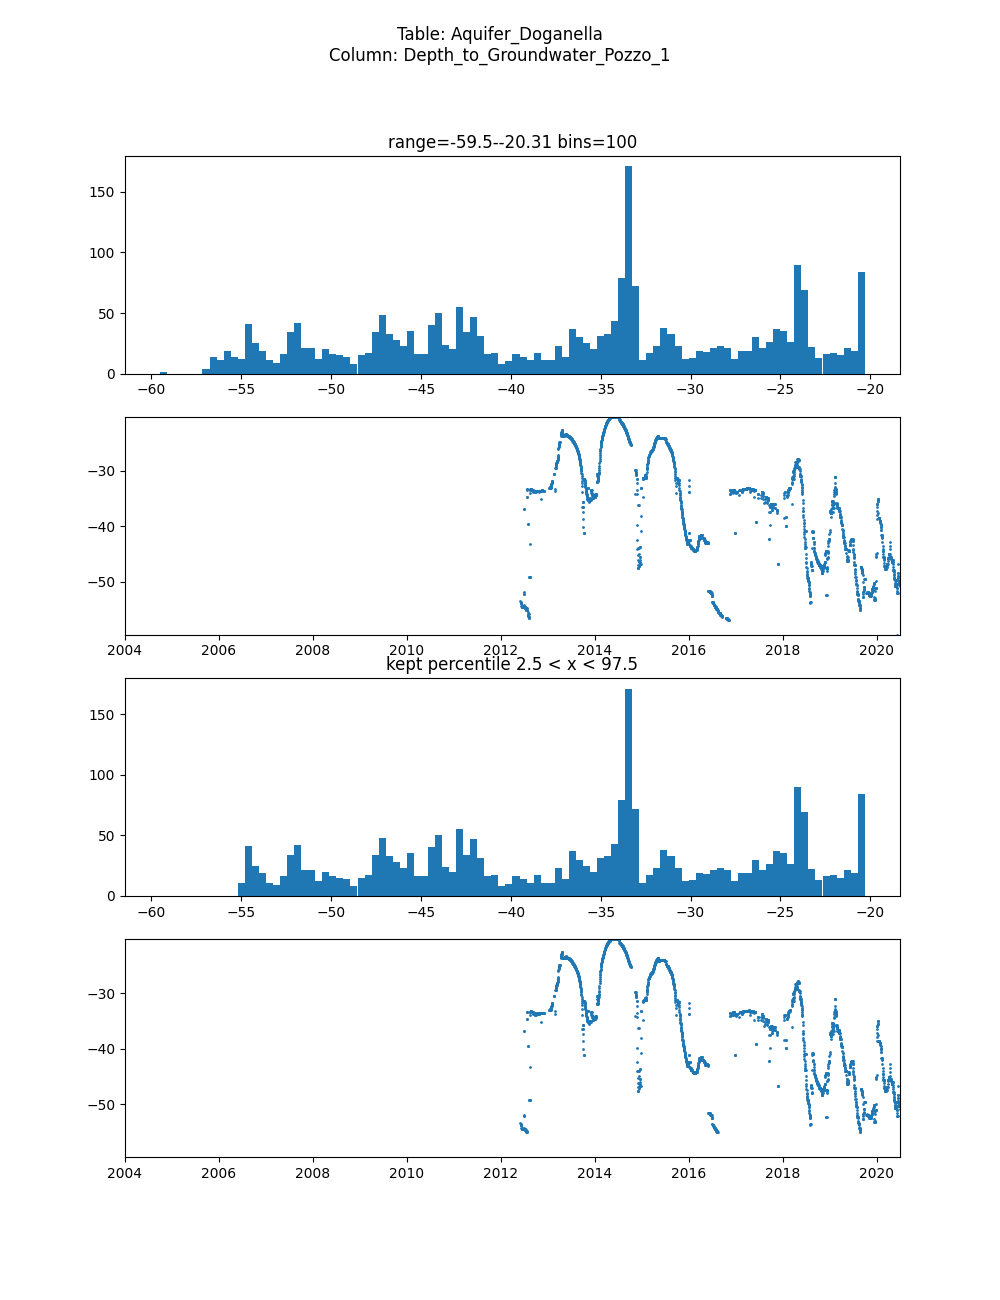 Table: Aquifer_Doganella
Column: Depth_to_Groundwater_Pozzo_1
range=-59.5--20.31 bins=100
150
100
50
0
−60 −55 −50 −45 −40 −35 −30 −25 −20
−30
−40
−50
2004 2006 2008 2010 2012 2014 2016 2018 2020
kept percentile 2.5 < x < 97.5
150
100
50
0
−60 −55 −50 −45 −40 −35 −30 −25 −20
−30
−40
−50
2004 2006 2008 2010 2012 2014 2016 2018 2020